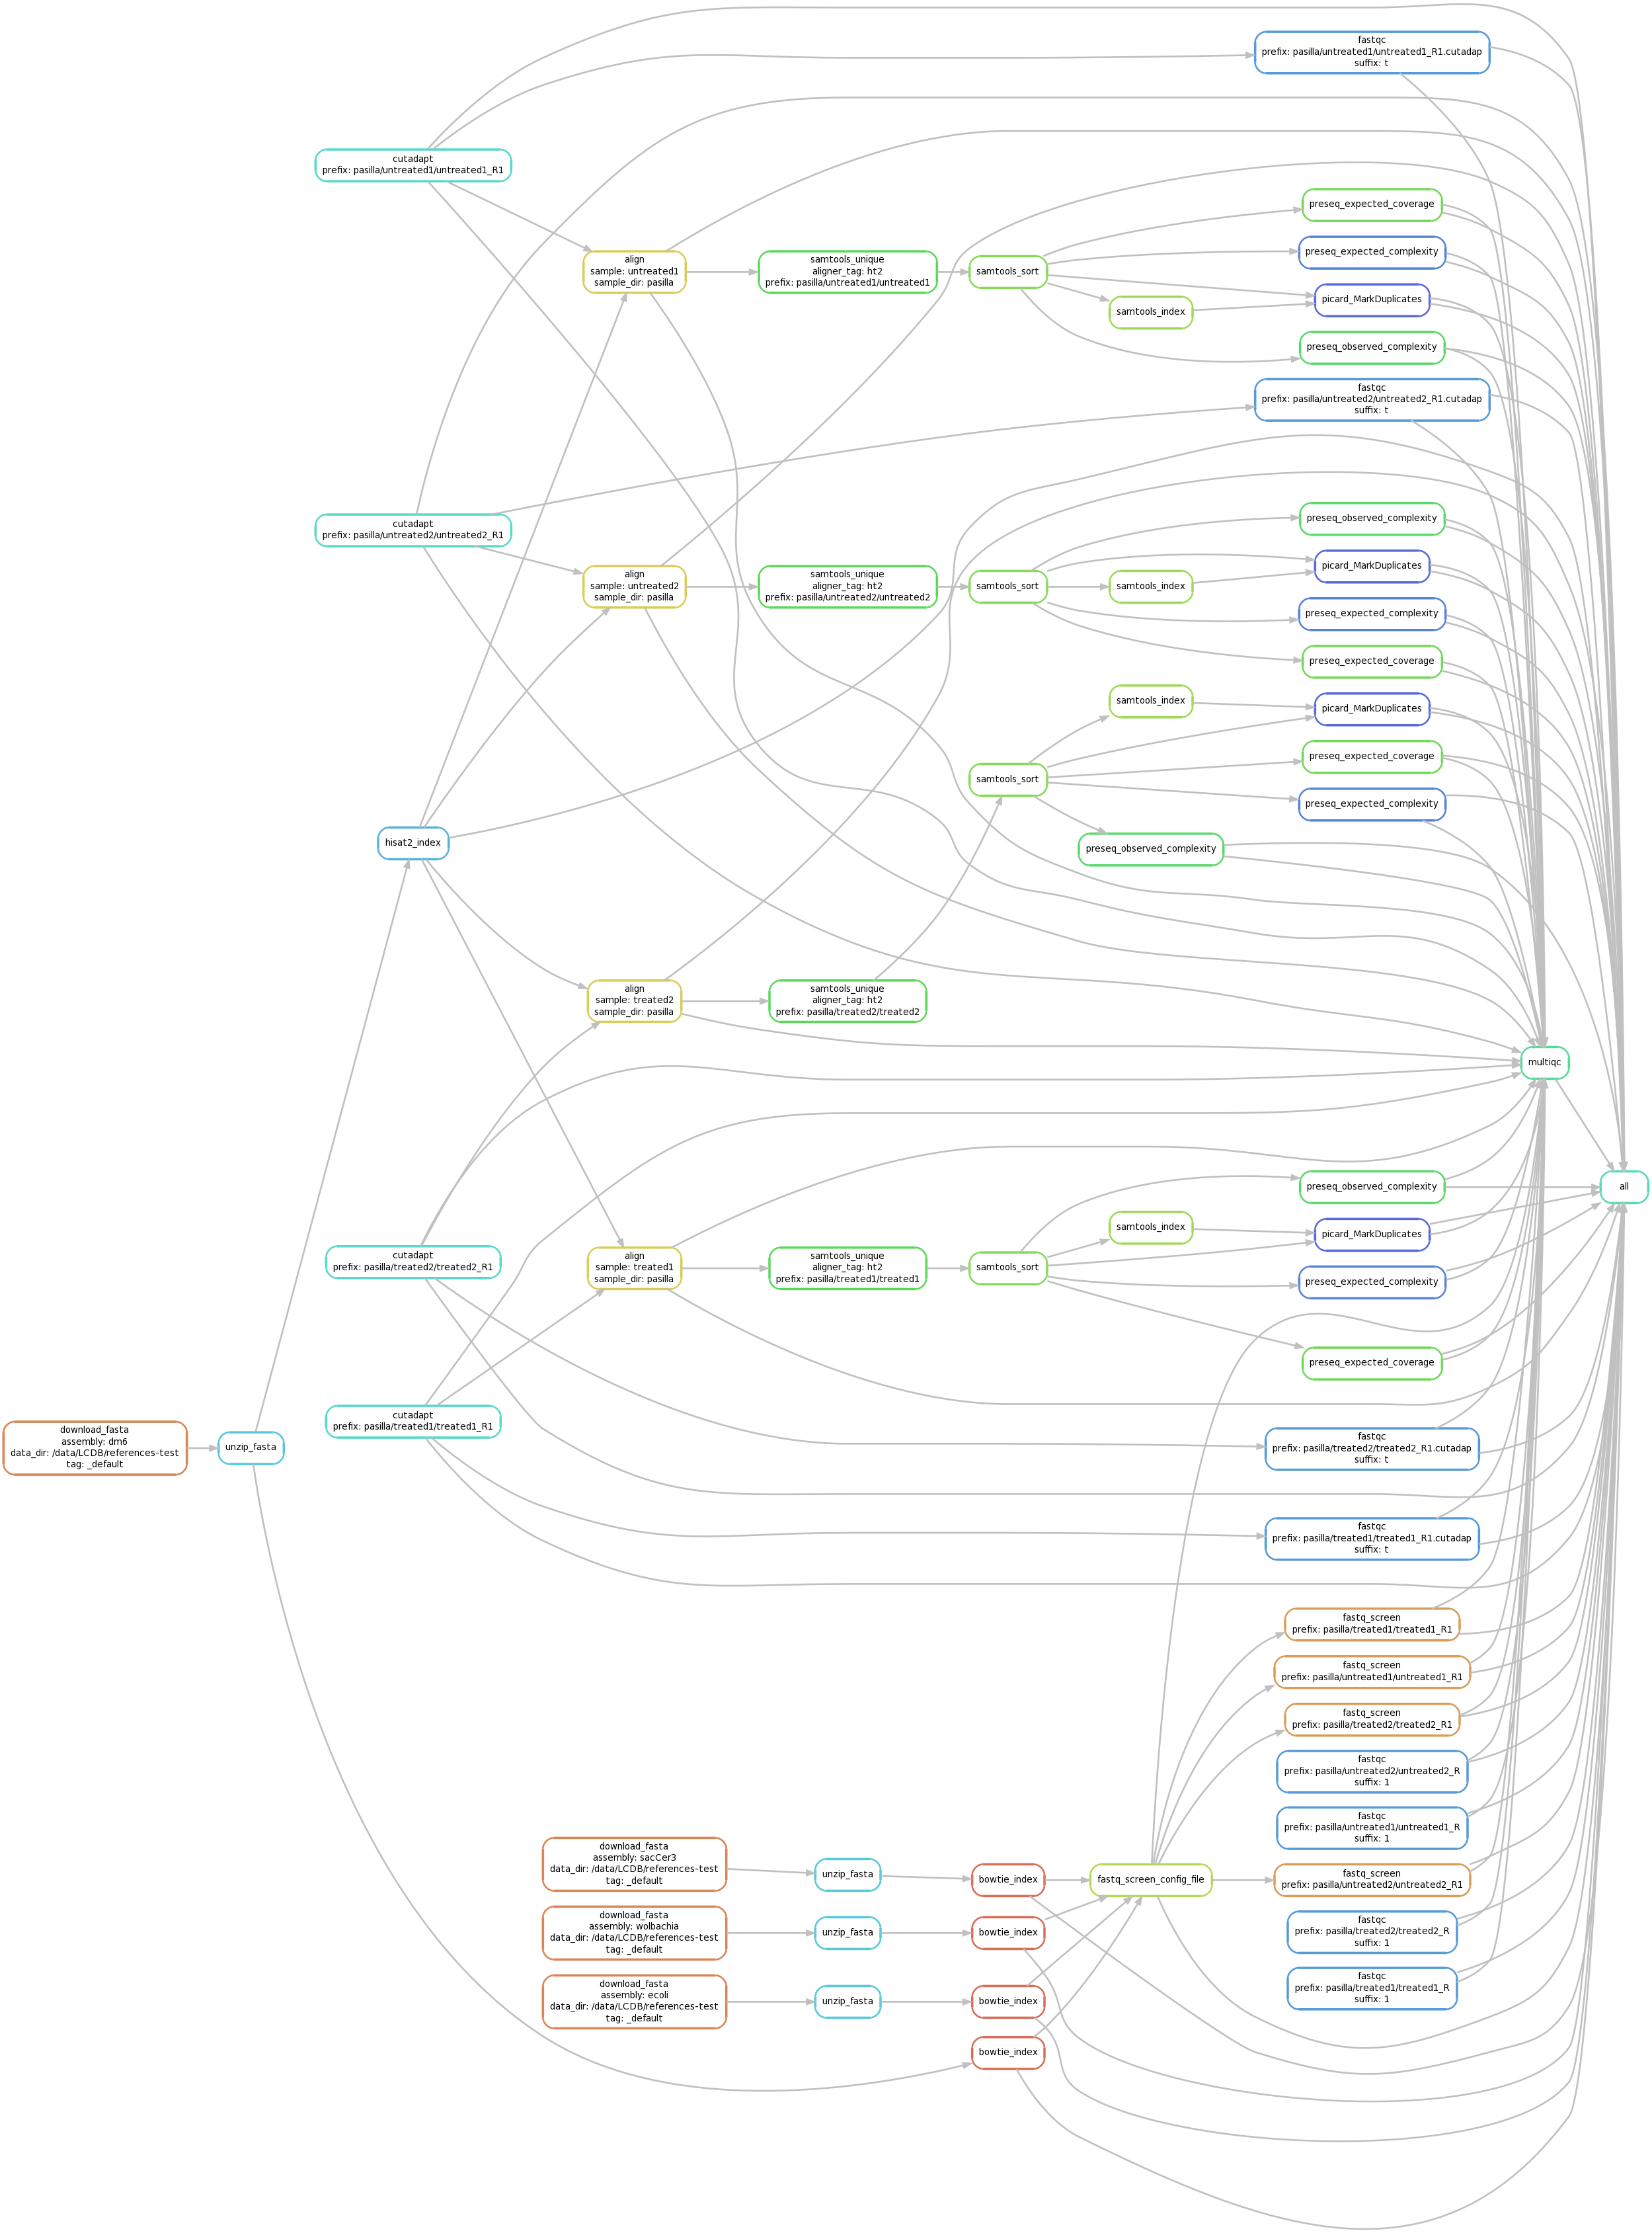 fastqc
prefix: pasilla/untreated1/untreated1_R1.cutadap
suffix: t
cutadapt
prefix: pasilla/untreated1/untreated1_R1
preseq_expected_coverage
preseq_expected_complexity
align
sample: untreated1
sample_dir: pasilla
samtools_unique
aligner_tag: ht2
prefix: pasilla/untreated1/untreated1
samtools_sort
picard_MarkDuplicates
samtools_index
preseq_observed_complexity
fastqc
prefix: pasilla/untreated2/untreated2_R1.cutadap
suffix: t
cutadapt
prefix: pasilla/untreated2/untreated2_R1
preseq_observed_complexity
picard_MarkDuplicates
align
sample: untreated2
sample_dir: pasilla
samtools_unique
aligner_tag: ht2
prefix: pasilla/untreated2/untreated2
samtools_sort
samtools_index
preseq_expected_complexity
preseq_expected_coverage
samtools_index
picard_MarkDuplicates
preseq_expected_coverage
samtools_sort
preseq_expected_complexity
hisat2_index
preseq_observed_complexity
align
sample: treated2
sample_dir: pasilla
samtools_unique
aligner_tag: ht2
prefix: pasilla/treated2/treated2
multiqc
preseq_observed_complexity
all
samtools_index
picard_MarkDuplicates
cutadapt
prefix: pasilla/treated2/treated2_R1
align
sample: treated1
sample_dir: pasilla
samtools_unique
aligner_tag: ht2
prefix: pasilla/treated1/treated1
samtools_sort
preseq_expected_complexity
preseq_expected_coverage
cutadapt
prefix: pasilla/treated1/treated1_R1
download_fasta
assembly: dm6
data_dir: /data/LCDB/references-test
tag: _default
unzip_fasta
fastqc
prefix: pasilla/treated2/treated2_R1.cutadap
suffix: t
fastqc
prefix: pasilla/treated1/treated1_R1.cutadap
suffix: t
fastq_screen
prefix: pasilla/treated1/treated1_R1
fastq_screen
prefix: pasilla/untreated1/untreated1_R1
fastq_screen
prefix: pasilla/treated2/treated2_R1
fastqc
prefix: pasilla/untreated2/untreated2_R
suffix: 1
fastqc
prefix: pasilla/untreated1/untreated1_R
suffix: 1
download_fasta
assembly: sacCer3
data_dir: /data/LCDB/references-test
tag: _default
unzip_fasta
bowtie_index
fastq_screen_config_file
fastq_screen
prefix: pasilla/untreated2/untreated2_R1
download_fasta
assembly: wolbachia
data_dir: /data/LCDB/references-test
tag: _default
unzip_fasta
bowtie_index
fastqc
prefix: pasilla/treated2/treated2_R
suffix: 1
download_fasta
assembly: ecoli
data_dir: /data/LCDB/references-test
tag: _default
unzip_fasta
bowtie_index
fastqc
prefix: pasilla/treated1/treated1_R
suffix: 1
bowtie_index